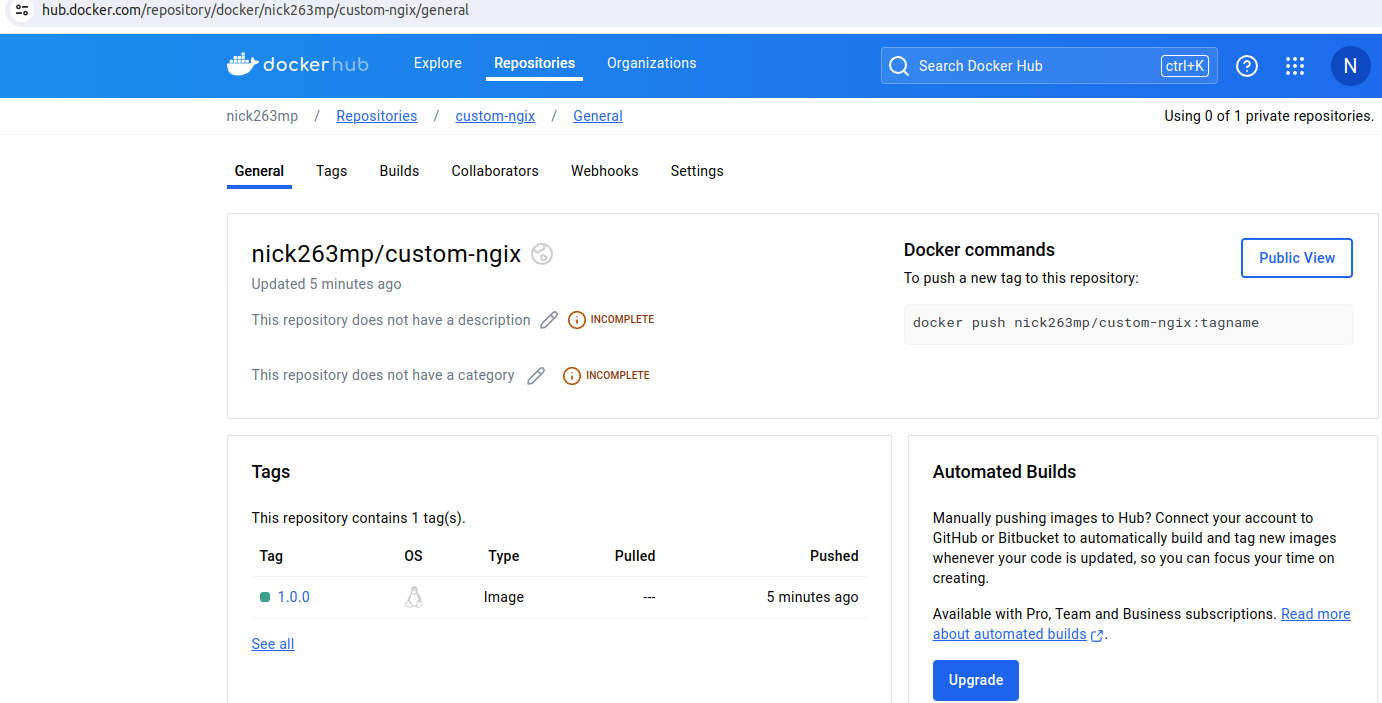 hub.docker.com/repository/docker/nick263mp/custom-ngix/general
dockerhub Explore Repositories Organizations Search Docker Hub ctrl+K N
nick263mp / Repositories / custom-ngix / General Using 0 of 1 private repositories.
General Tags Builds Collaborators Webhooks Settings
nick263mp/custom-ngix
Updated 5 minutes ago
This repository does not have a description INCOMPLETE
This repository does not have a category INCOMPLETE
Docker commands
Public View
To push a new tag to this repository:
docker push nick263mp/custom-ngix:tagname
Tags
This repository contains 1 tag(s).
Tag OS Type Pulled Pushed
1.0.0 Image --- 5 minutes ago
See all
Automated Builds
Manually pushing images to Hub? Connect your account to
GitHub or Bitbucket to automatically build and tag new images
whenever your code is updated, so you can focus your time on
creating.
Available with Pro, Team and Business subscriptions. Read more
about automated builds .
Upgrade